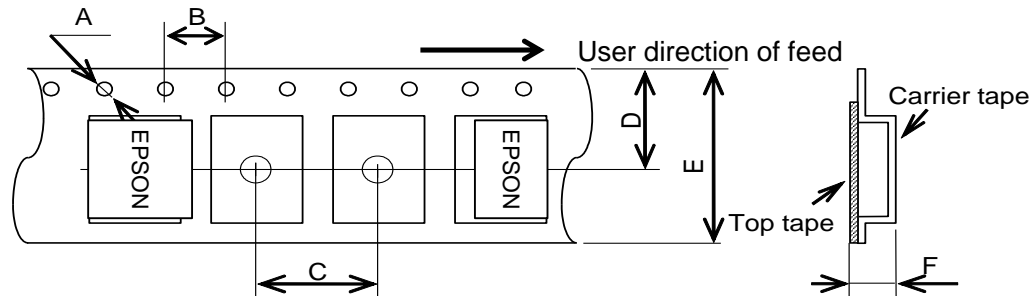 A
B
User direction of feed
Carrier tape
EPSON
EPSON
D
E
Top tape
C
F